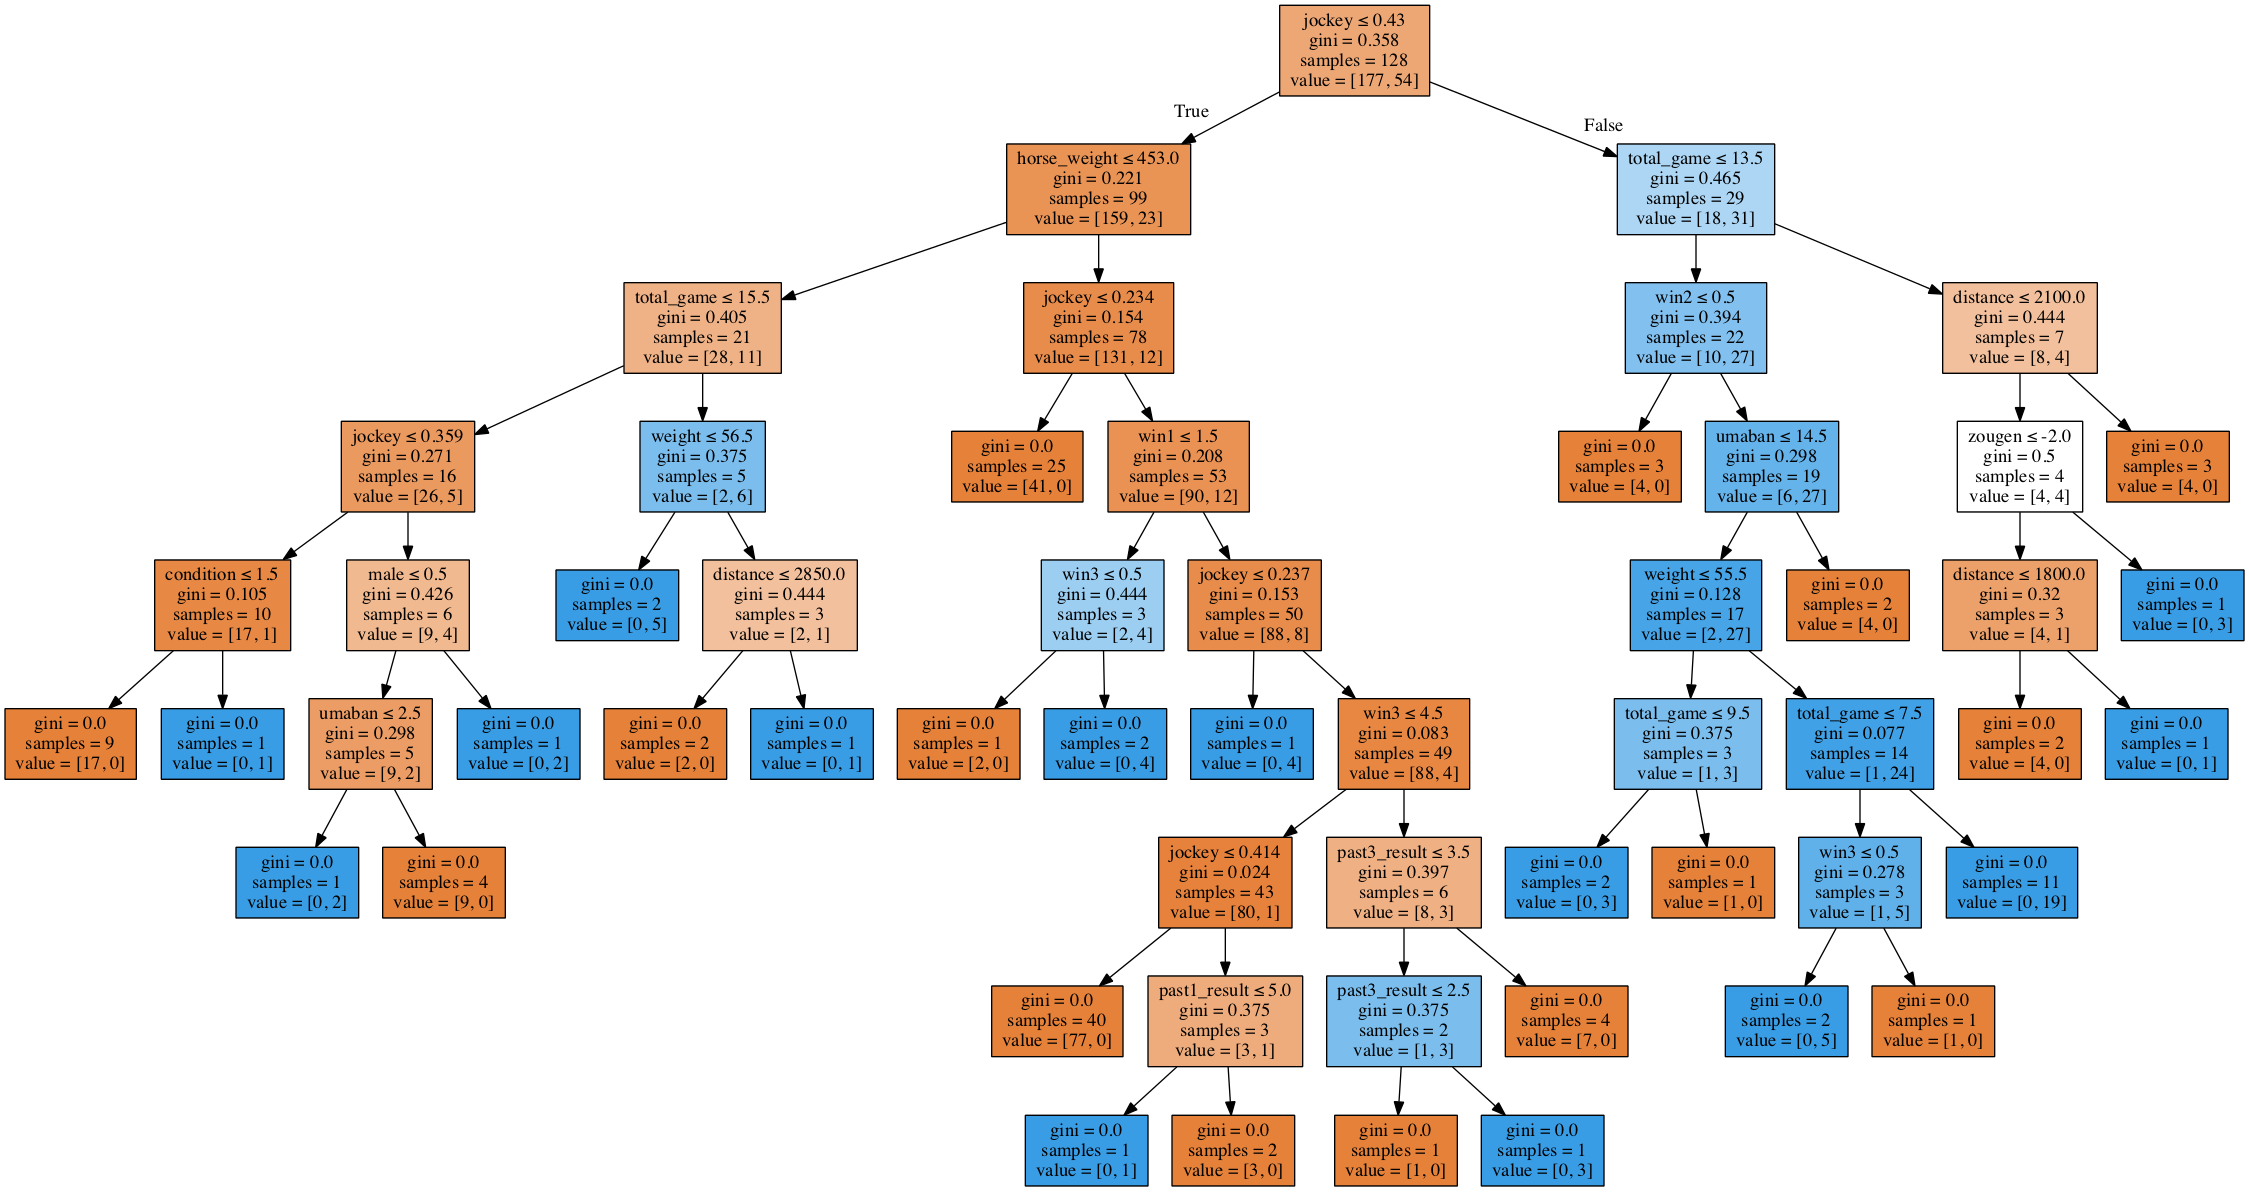 jockey ≤ 0.43
gini = 0.358
samples = 128
value = [177, 54]
True
False
horse_weight ≤ 453.0
gini = 0.221
samples = 99
value = [159, 23]
total_game ≤ 13.5
gini = 0.465
samples = 29
value = [18, 31]
total_game ≤ 15.5
gini = 0.405
samples = 21
value = [28, 11]
jockey ≤ 0.234
gini = 0.154
samples = 78
value = [131, 12]
win2 ≤ 0.5
gini = 0.394
samples = 22
value = [10, 27]
distance ≤ 2100.0
gini = 0.444
samples = 7
value = [8, 4]
jockey ≤ 0.359
gini = 0.271
samples = 16
value = [26, 5]
weight ≤ 56.5
gini = 0.375
samples = 5
value = [2, 6]
gini = 0.0
samples = 25
value = [41, 0]
win1 ≤ 1.5
gini = 0.208
samples = 53
value = [90, 12]
gini = 0.0
samples = 3
value = [4, 0]
umaban ≤ 14.5
gini = 0.298
samples = 19
value = [6, 27]
zougen ≤ -2.0
gini = 0.5
samples = 4
value = [4, 4]
gini = 0.0
samples = 3
value = [4, 0]
condition ≤ 1.5
gini = 0.105
samples = 10
value = [17, 1]
male ≤ 0.5
gini = 0.426
samples = 6
value = [9, 4]
gini = 0.0
samples = 2
value = [0, 5]
distance ≤ 2850.0
gini = 0.444
samples = 3
value = [2, 1]
win3 ≤ 0.5
gini = 0.444
samples = 3
value = [2, 4]
jockey ≤ 0.237
gini = 0.153
samples = 50
value = [88, 8]
weight ≤ 55.5
gini = 0.128
samples = 17
value = [2, 27]
gini = 0.0
samples = 2
value = [4, 0]
distance ≤ 1800.0
gini = 0.32
samples = 3
value = [4, 1]
gini = 0.0
samples = 1
value = [0, 3]
gini = 0.0
samples = 9
value = [17, 0]
gini = 0.0
samples = 1
value = [0, 1]
umaban ≤ 2.5
gini = 0.298
samples = 5
value = [9, 2]
gini = 0.0
samples = 1
value = [0, 2]
gini = 0.0
samples = 2
value = [2, 0]
gini = 0.0
samples = 1
value = [0, 1]
gini = 0.0
samples = 1
value = [2, 0]
gini = 0.0
samples = 2
value = [0, 4]
gini = 0.0
samples = 1
value = [0, 4]
win3 ≤ 4.5
gini = 0.083
samples = 49
value = [88, 4]
total_game ≤ 9.5
gini = 0.375
samples = 3
value = [1, 3]
total_game ≤ 7.5
gini = 0.077
samples = 14
value = [1, 24]
gini = 0.0
samples = 2
value = [4, 0]
gini = 0.0
samples = 1
value = [0, 1]
gini = 0.0
samples = 1
value = [0, 2]
gini = 0.0
samples = 4
value = [9, 0]
jockey ≤ 0.414
gini = 0.024
samples = 43
value = [80, 1]
past3_result ≤ 3.5
gini = 0.397
samples = 6
value = [8, 3]
gini = 0.0
samples = 2
value = [0, 3]
gini = 0.0
samples = 1
value = [1, 0]
win3 ≤ 0.5
gini = 0.278
samples = 3
value = [1, 5]
gini = 0.0
samples = 11
value = [0, 19]
gini = 0.0
samples = 40
value = [77, 0]
past1_result ≤ 5.0
gini = 0.375
samples = 3
value = [3, 1]
past3_result ≤ 2.5
gini = 0.375
samples = 2
value = [1, 3]
gini = 0.0
samples = 4
value = [7, 0]
gini = 0.0
samples = 2
value = [0, 5]
gini = 0.0
samples = 1
value = [1, 0]
gini = 0.0
samples = 1
value = [0, 1]
gini = 0.0
samples = 2
value = [3, 0]
gini = 0.0
samples = 1
value = [1, 0]
gini = 0.0
samples = 1
value = [0, 3]